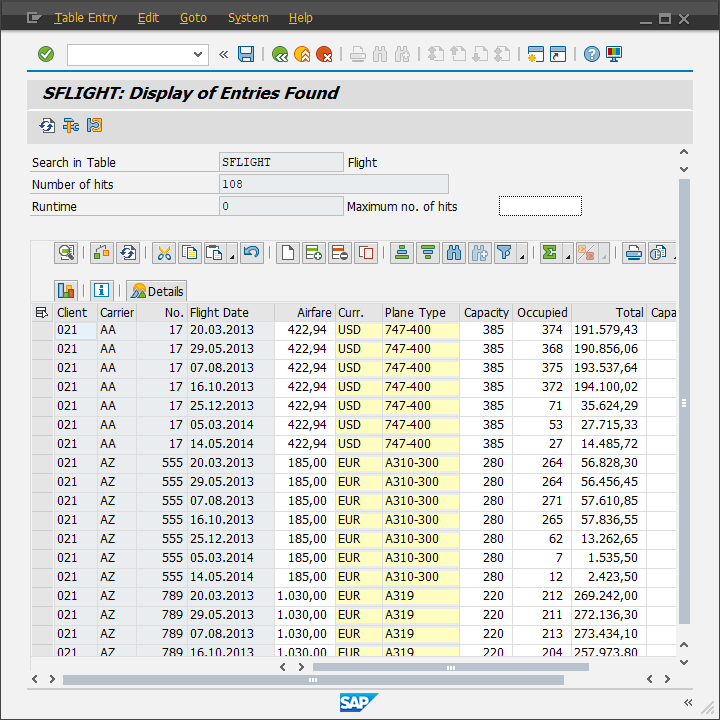 Table Entry Edit Goto System Help
SFLIGHT: Display of Entries Found
Search in Table SFLIGHT Flight
Number of hits 108
Runtime 0 Maximum no. of hits
Details
Client Carrier No. Flight Date Airfare Curr. Plane Type Capacity Occupied Total Capa
021 AA 17 20.03.2013 422,94 USD 747-400 385 374 191.579,43
021 AA 17 29.05.2013 422,94 USD 747-400 385 368 190.856,06
021 AA 17 07.08.2013 422,94 USD 747-400 385 375 193.537,64
021 AA 17 16.10.2013 422,94 USD 747-400 385 372 194.100,02
021 AA 17 25.12.2013 422,94 USD 747-400 385 71 35.624,29
021 AA 17 05.03.2014 422,94 USD 747-400 385 53 27.715,33
021 AA 17 14.05.2014 422,94 USD 747-400 385 27 14.485,72
021 AZ 555 20.03.2013 185,00 EUR A310-300 280 264 56.828,30
021 AZ 555 29.05.2013 185,00 EUR A310-300 280 264 56.456,45
021 AZ 555 07.08.2013 185,00 EUR A310-300 280 271 57.610,85
021 AZ 555 16.10.2013 185,00 EUR A310-300 280 265 57.836,55
021 AZ 555 25.12.2013 185,00 EUR A310-300 280 62 13.262,65
021 AZ 555 05.03.2014 185,00 EUR A310-300 280 7 1.535,50
021 AZ 555 14.05.2014 185,00 EUR A310-300 280 12 2.423,50
021 AZ 789 20.03.2013 1.030,00 EUR A319 220 212 269.242,00
021 AZ 789 29.05.2013 1.030,00 EUR A319 220 211 272.136,30
021 AZ 789 07.08.2013 1.030,00 EUR A319 220 213 273.434,10
021 AZ 789 16.10.2013 1.030,00 EUR A319 220 204 257.973,80
SAP